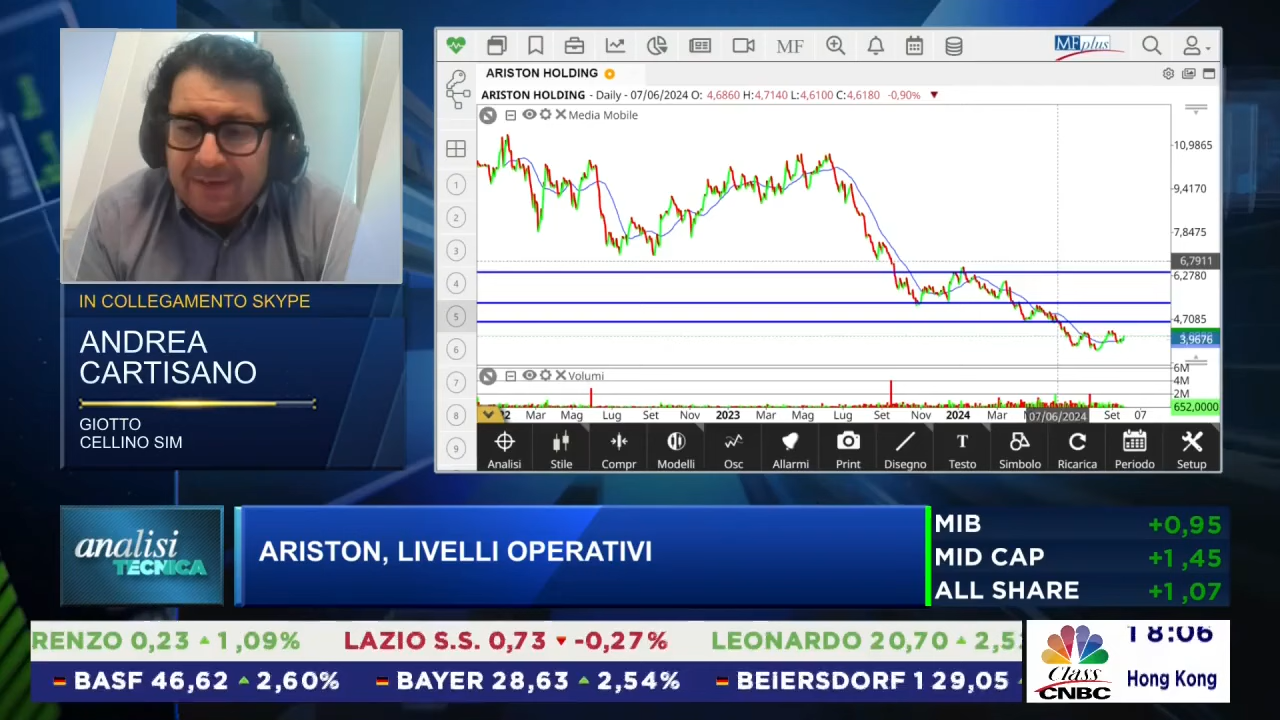 MF
MFplus
ARISTON HOLDING
ARISTON HOLDING - Daily - 07/06/2024 O: 4,6860 H:4,7140 L:4,6100 C:4,6180 -0,90%
Media Mobile
10,9865
9,4170
7,8475
6,7911
6,2780
4,7085
3,9676
1
2
3
4
5
6
7
8
9
Volumi
6M
4M
2M
652,0000
Mar Mag Lug Set Nov 2023 Mar Mag Lug Set Nov 2024 Mar 07/06/2024 Set 07
Analisi Stile Compr Modelli Osc Allarmi Print Disegno Testo Simbolo Ricarica Periodo Setup
IN COLLEGAMENTO SKYPE
ANDREA
CARTISANO
GIOTTO
CELLINO SIM
analisi
TECNICA
ARISTON, LIVELLI OPERATIVI
MIB +0,95
MID CAP +1,45
ALL SHARE +1,07
RENZO 0,23 1,09% LAZIO S.S. 0,73 -0,27% LEONARDO 20,70 2,5
BASF 46,62 2,60% BAYER 28,63 2,54% BEIERSDORF 129,05
18:06
Hong Kong
Class
CNBC